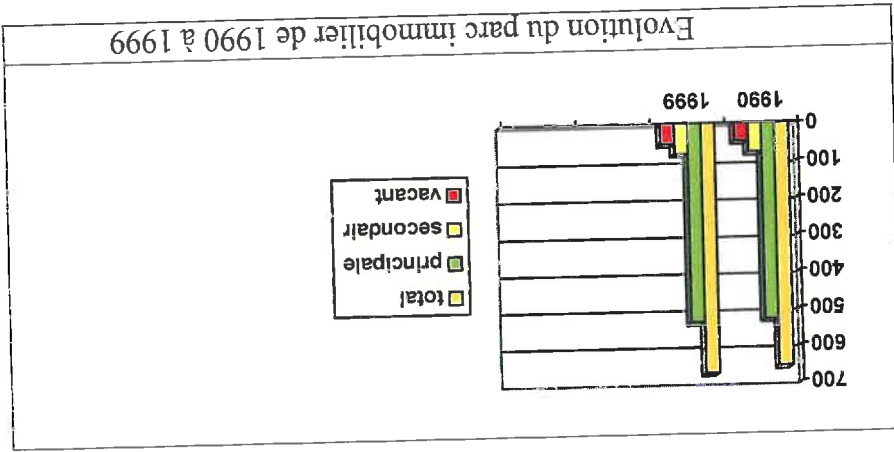 700
600
500
400
300
200
100
0
1990 1999
total
principale
secondair
vacant
Evolution du parc immobilier de 1990 à 1999